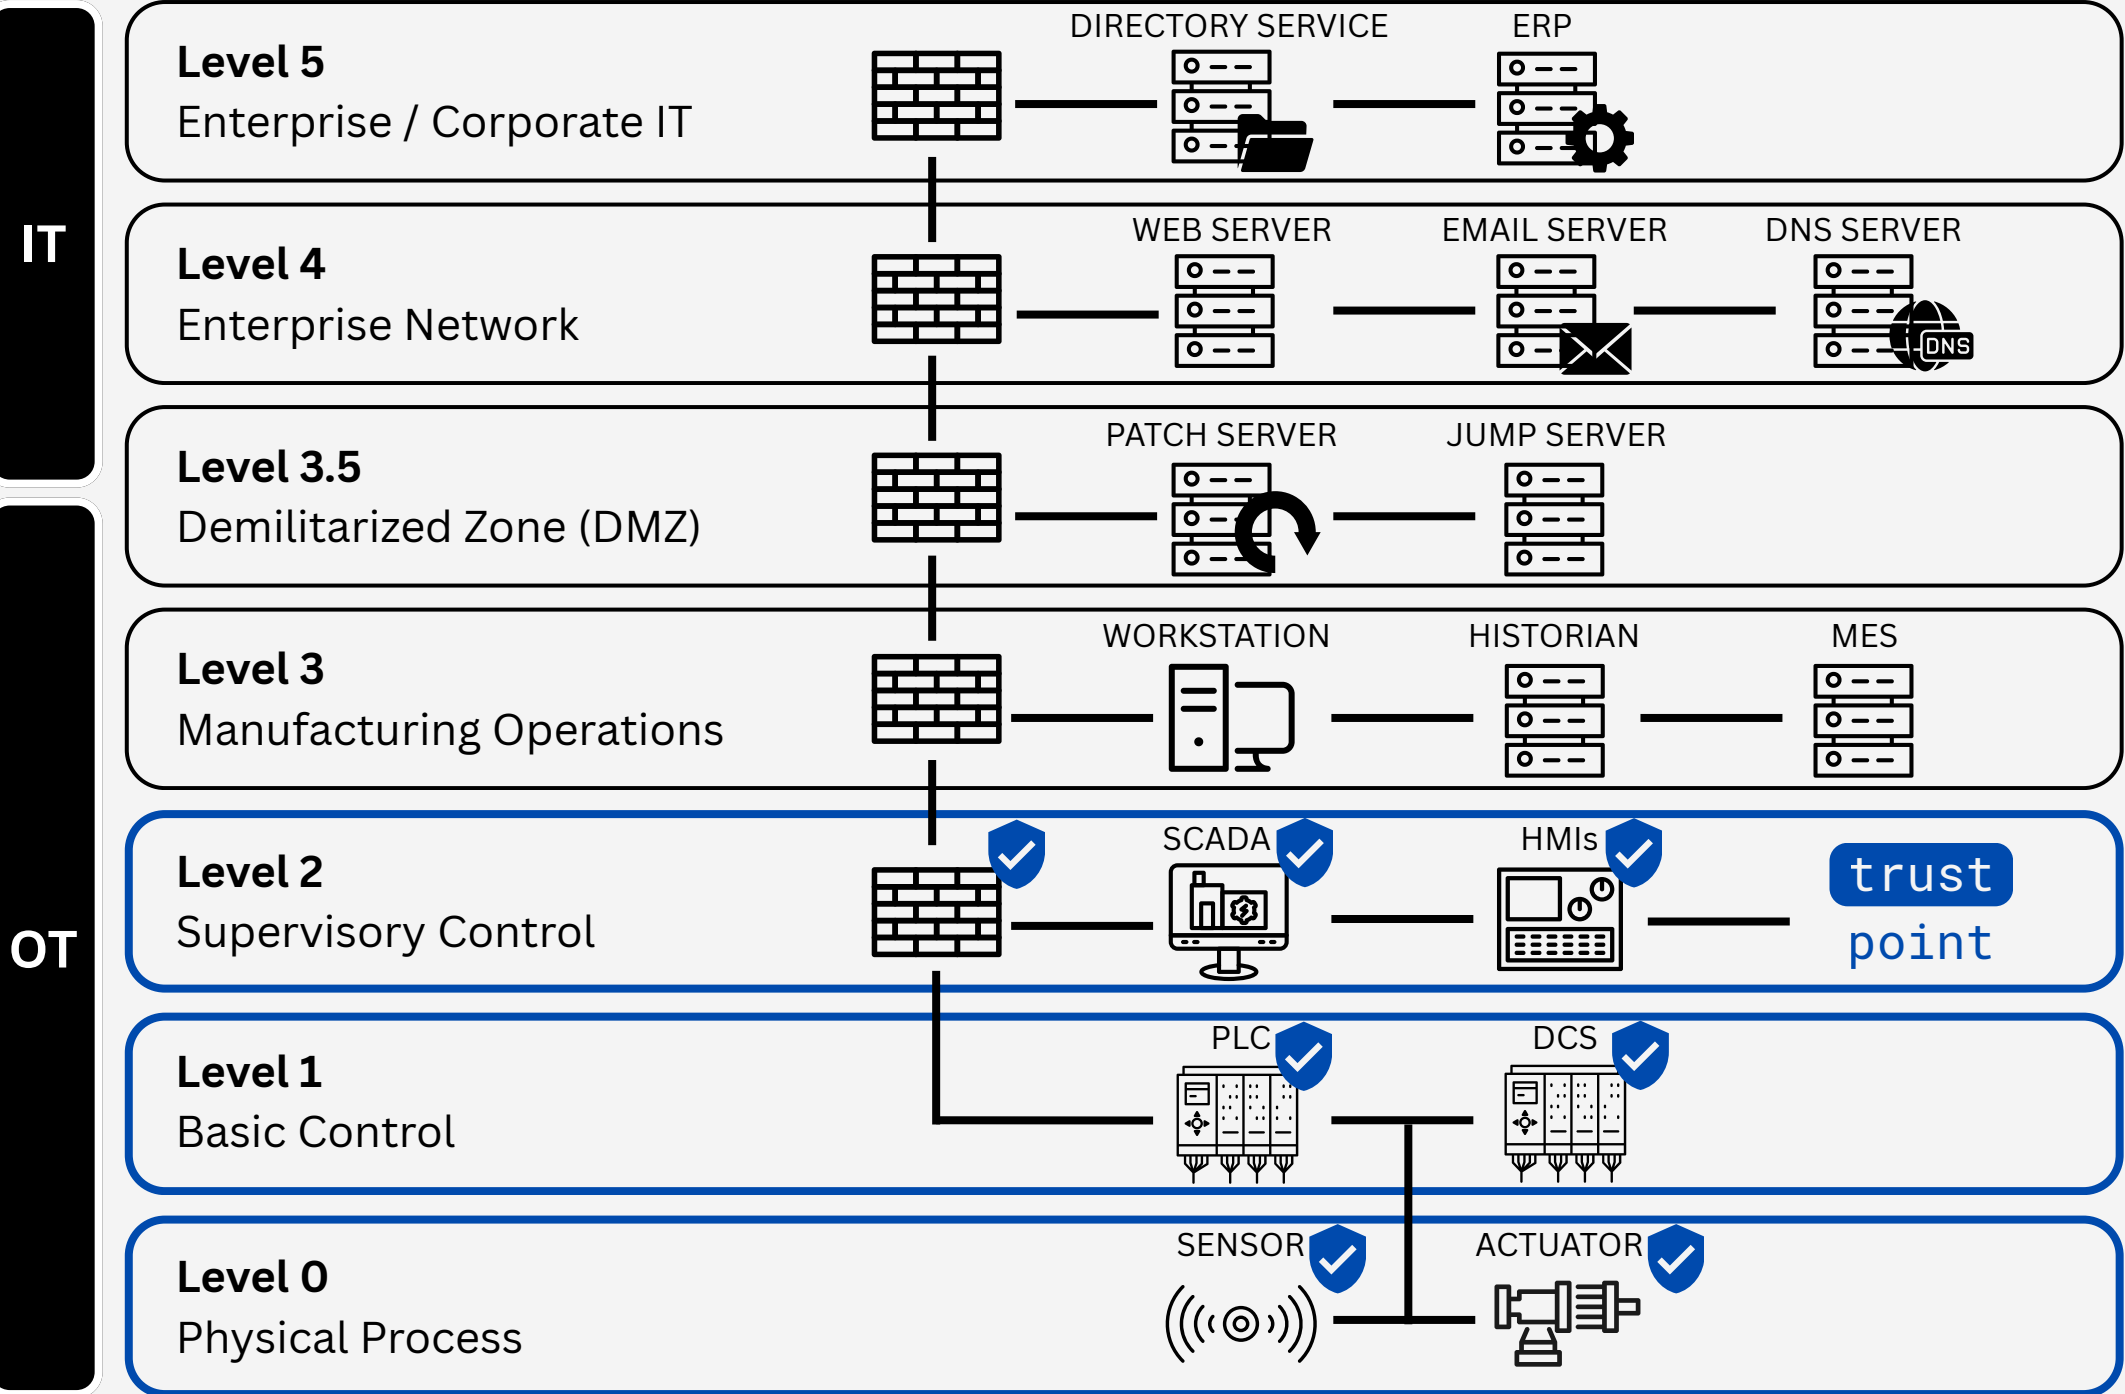 IT
OT
Level 5
Enterprise / Corporate IT
DIRECTORY SERVICE
ERP
Level 4
Enterprise Network
WEB SERVER
EMAIL SERVER
DNS SERVER
DNS
Level 3.5
Demilitarized Zone (DMZ)
PATCH SERVER
JUMP SERVER
Level 3
Manufacturing Operations
WORKSTATION
HISTORIAN
MES
Level 2
Supervisory Control
SCADA
HMIs
trust
point
Level 1
Basic Control
PLC
DCS
Level 0
Physical Process
SENSOR
ACTUATOR